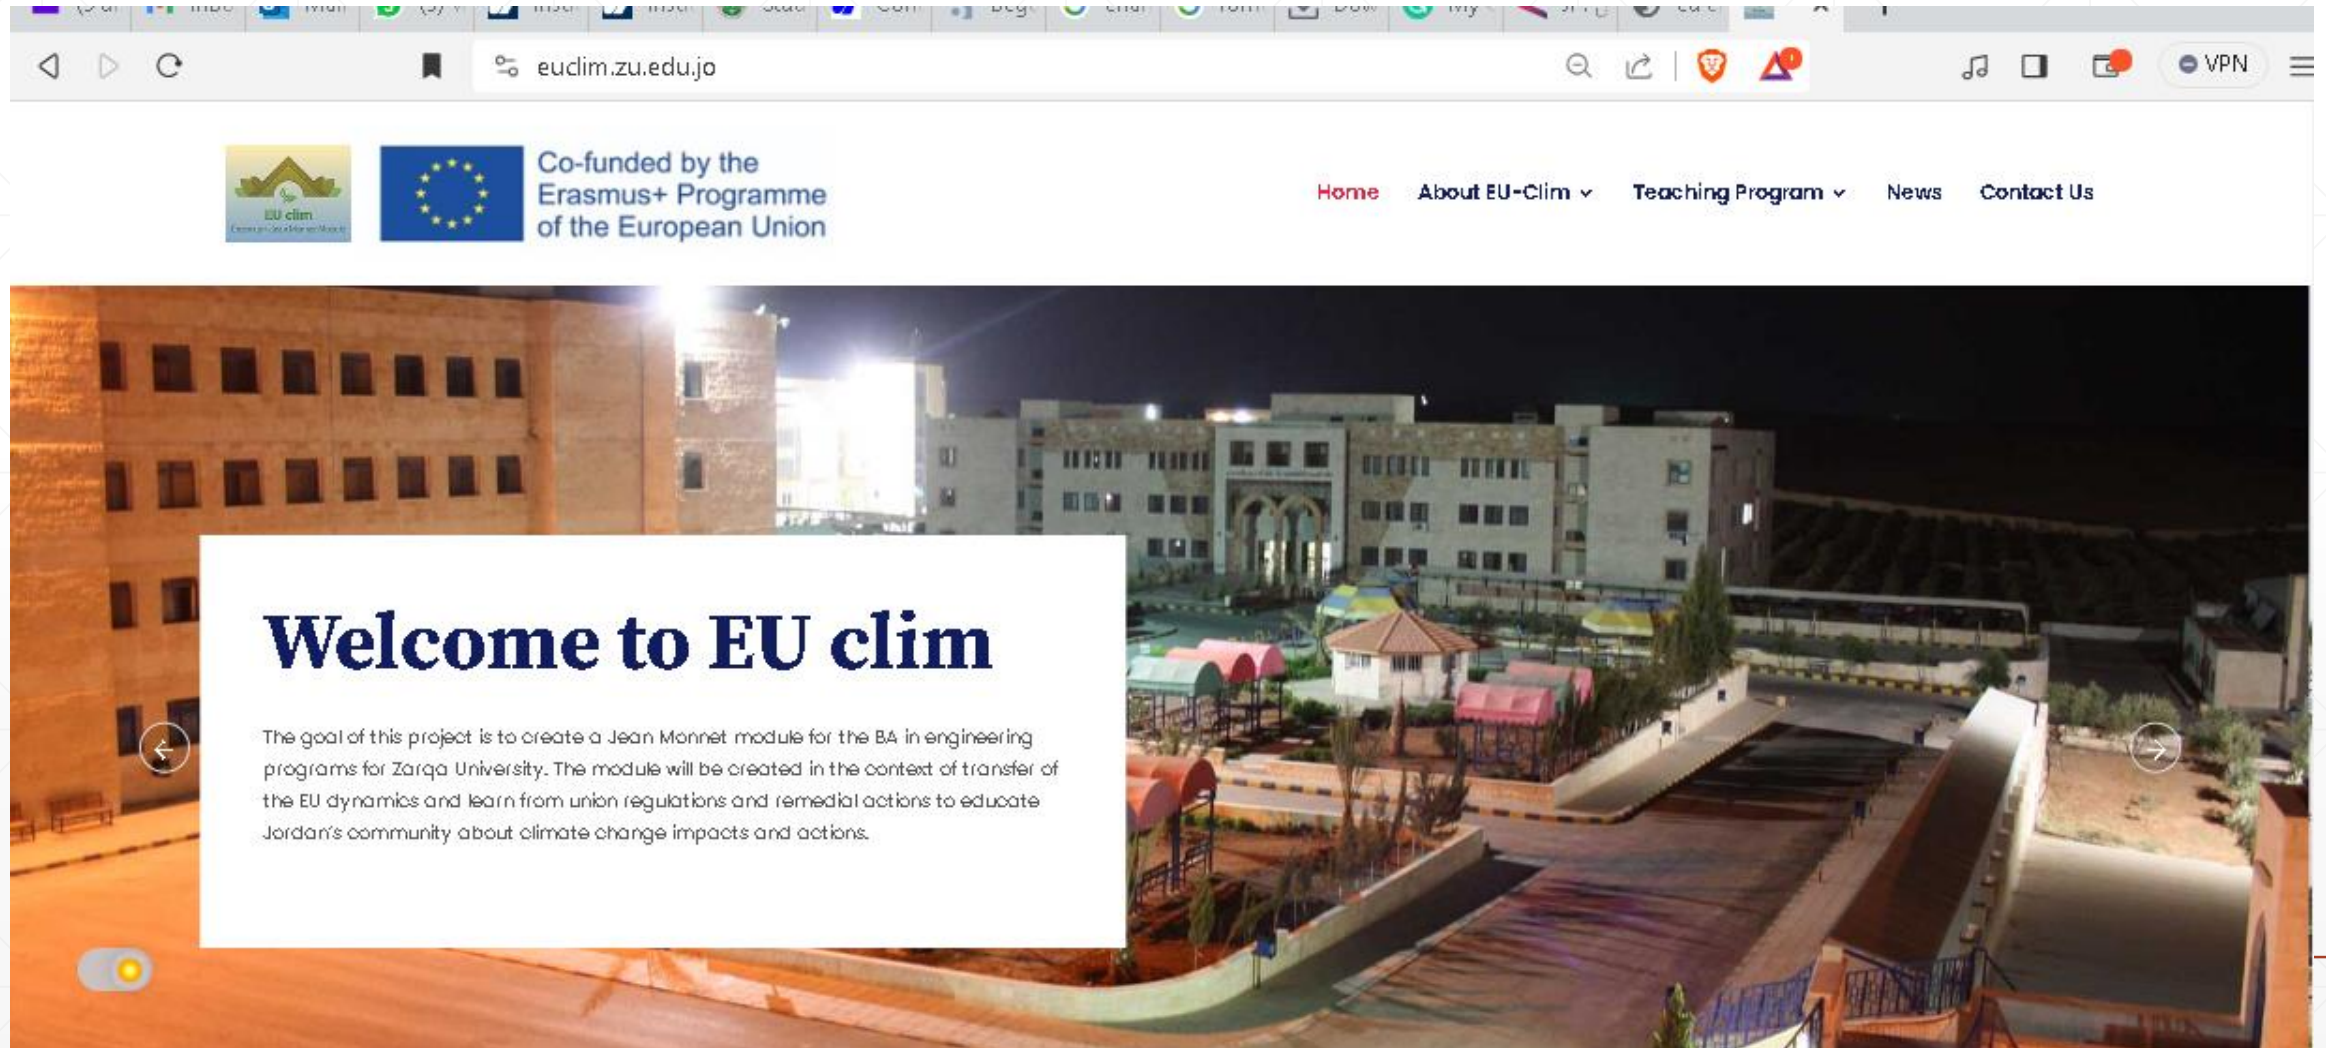 euclim.zu.edu.jo
VPN
EU clim
Co-funded by the
Erasmus+ Programme
of the European Union
Home About EU-Clim Teaching Program News Contact Us
Welcome to EU clim
The goal of this project is to create a Jean Monnet module for the BA in engineering
programs for Zarqa University. The module will be created in the context of transfer of
the EU dynamics and learn from union regulations and remedial actions to educate
Jordan's community about climate change impacts and actions.